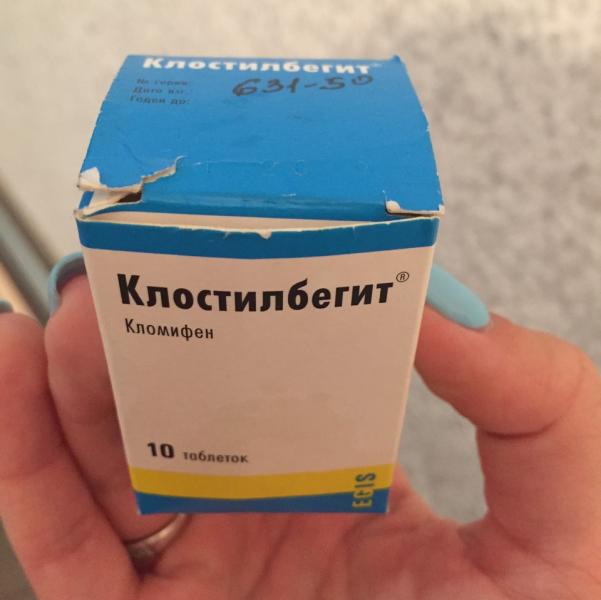 Клостилбегит®
№ серии:
Дата изг.:
Годен до:
631-50
Клостилбегит®
Кломифен
10 таблеток
EGIS